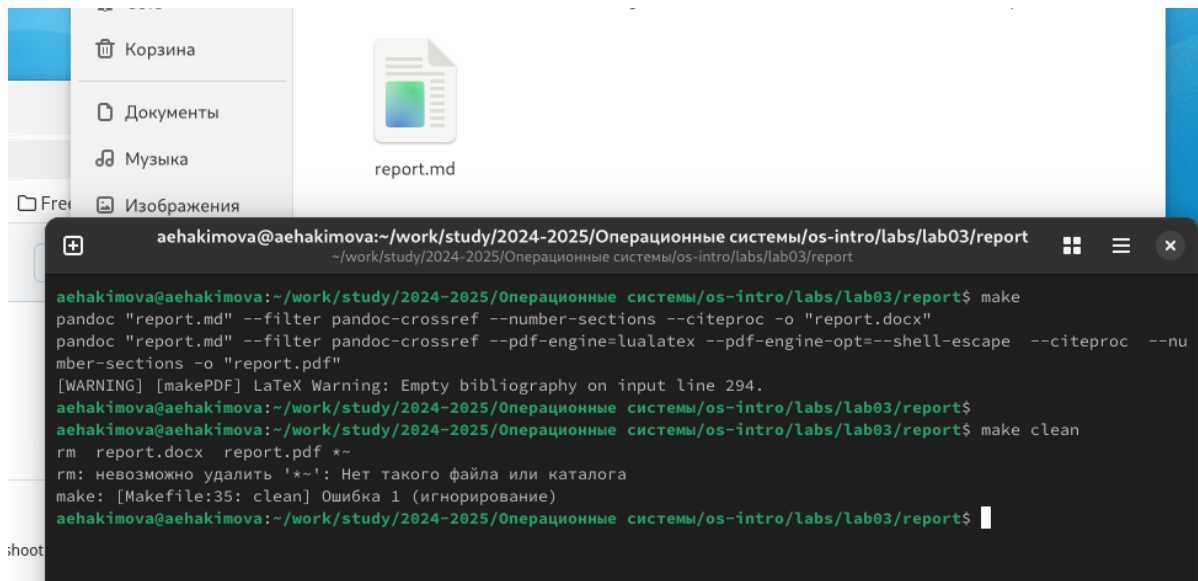 Корзина
Документы
Музыка
report.md
Free
Изображения
aehakimova@aehakimova:~/work/study/2024-2025/Операционные системы/os-intro/labs/lab03/report
~/work/study/2024-2025/Операционные системы/os-intro/labs/lab03/report
aehakimova@aehakimova:~/work/study/2024-2025/Операционные системы/os-intro/labs/lab03/report$ make
pandoc "report.md" --filter pandoc-crossref --number-sections --citeproc -o "report.docx"
pandoc "report.md" --filter pandoc-crossref --pdf-engine=lualatex --pdf-engine-opt=--shell-escape  --citeproc  --nu
mber-sections -o "report.pdf"
[WARNING] [makePDF] LaTeX Warning: Empty bibliography on input line 294.
aehakimova@aehakimova:~/work/study/2024-2025/Операционные системы/os-intro/labs/lab03/report$
aehakimova@aehakimova:~/work/study/2024-2025/Операционные системы/os-intro/labs/lab03/report$ make clean
rm  report.docx  report.pdf *~
rm: невозможно удалить '*~': Нет такого файла или каталога
make: [Makefile:35: clean] Ошибка 1 (игнорирование)
aehakimova@aehakimova:~/work/study/2024-2025/Операционные системы/os-intro/labs/lab03/report$
shoot